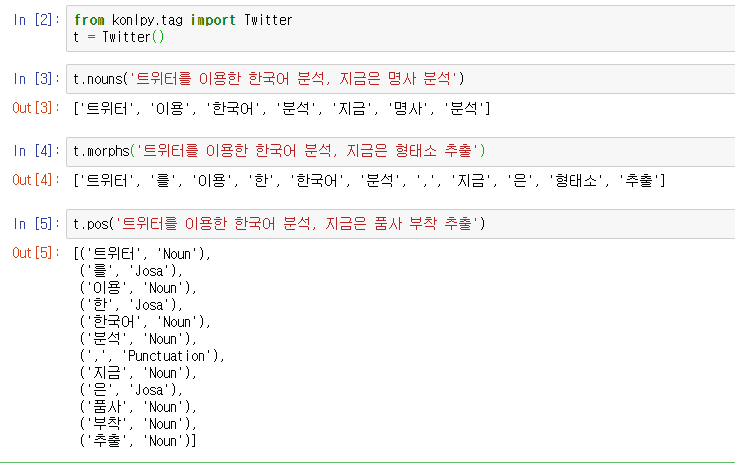 In [2]: from konlpy.tag import Twitter
t = Twitter()
In [3]: t.nouns('트위터를 이용한 한국어 분석, 지금은 명사 분석')
Out[3]: ['트위터', '이용', '한국어', '분석', '지금', '명사', '분석']
In [4]: t.morphs('트위터를 이용한 한국어 분석, 지금은 형태소 추출')
Out[4]: ['트위터', '를', '이용', '한', '한국어', '분석', ',', '지금', '은', '형태소', '추출']
In [5]: t.pos('트위터를 이용한 한국어 분석, 지금은 품사 부착 추출')
Out[5]: [('트위터', 'Noun'),
('를', 'Josa'),
('이용', 'Noun'),
('한', 'Josa'),
('한국어', 'Noun'),
('분석', 'Noun'),
(',', 'Punctuation'),
('지금', 'Noun'),
('은', 'Josa'),
('품사', 'Noun'),
('부착', 'Noun'),
('추출', 'Noun')]